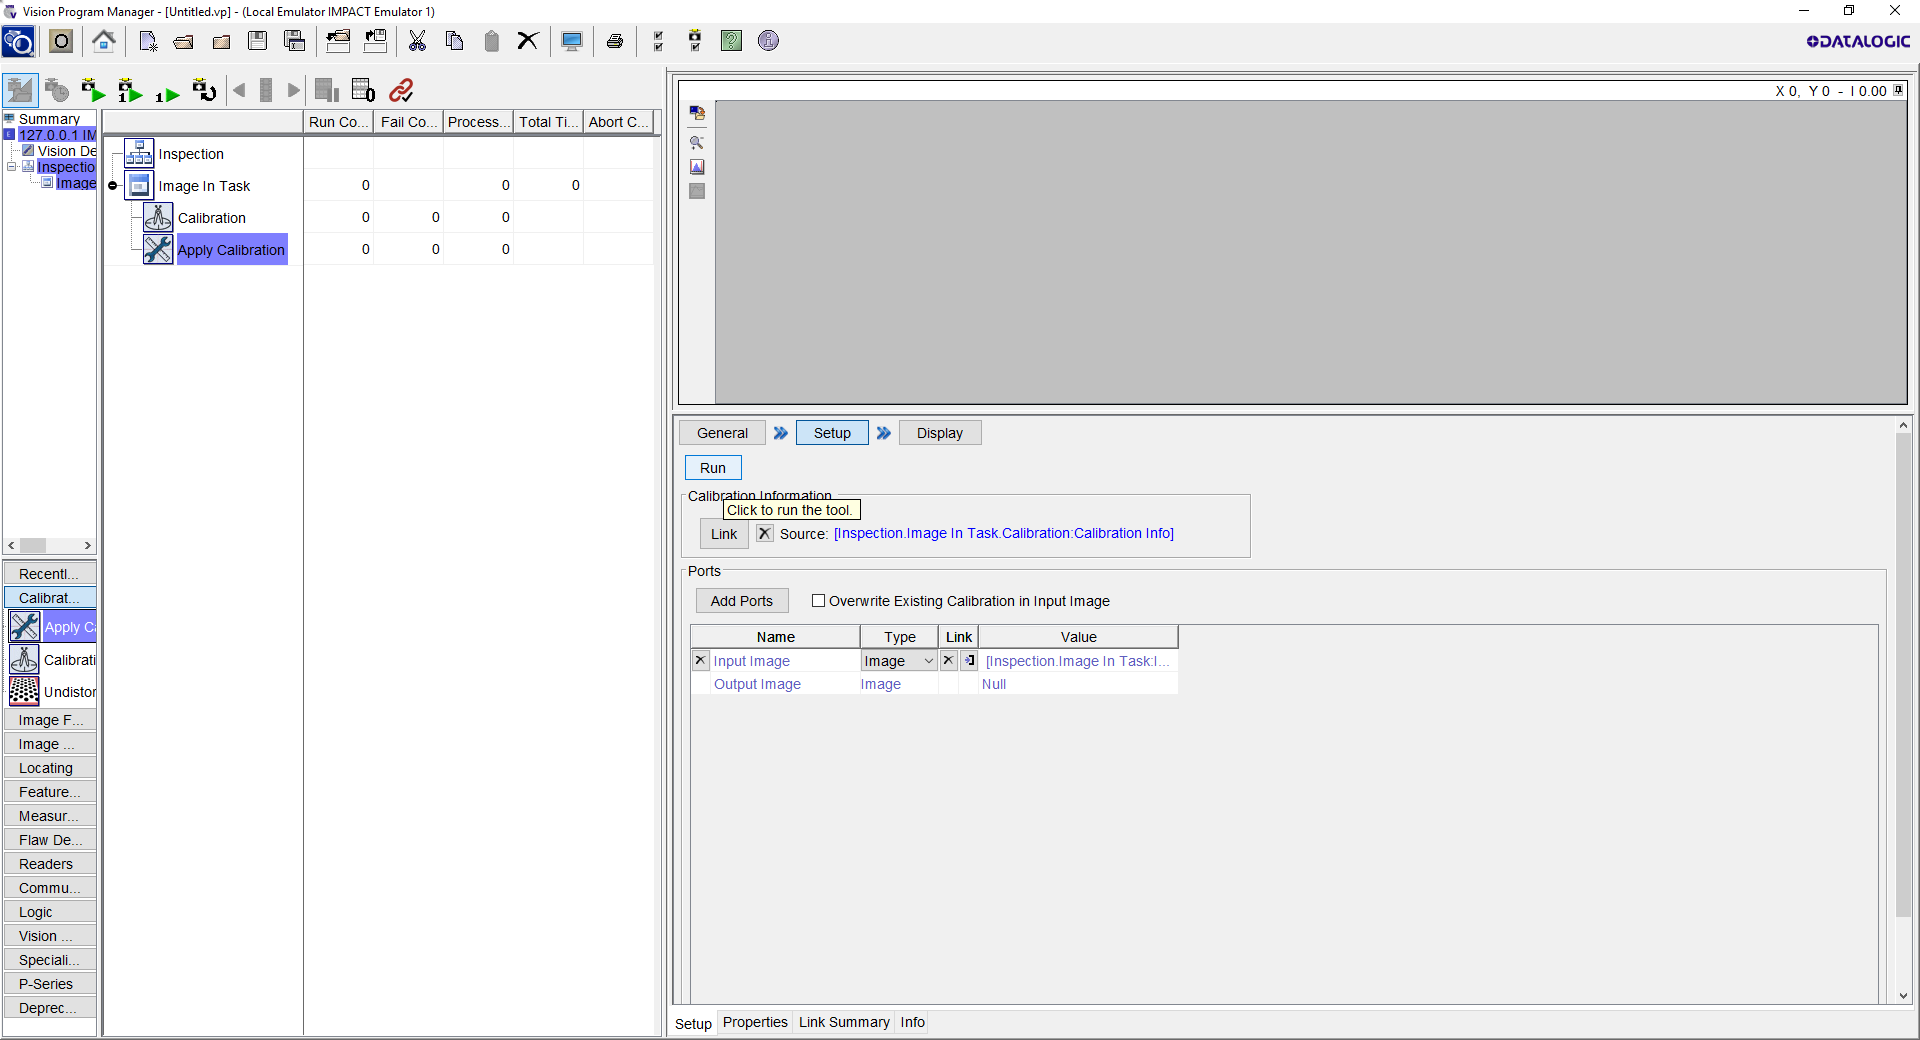 Vision Program Manager - [Untitled.vp] - (Local Emulator IMPACT Emulator 1)
DATALOGIC
Summary
127.0.0.1 IM
Vision De
Inspectio
Image
Run Co... Fail Co... Process... Total Ti... Abort C...
Inspection
Image In Task 0 0 0
Calibration 0 0 0
Apply Calibration 0 0 0
X 0, Y 0 - I 0.00
General Setup Display
Run
Calibration Information
Click to run the tool.
Link Source: [Inspection.Image In Task.Calibration:Calibration Info]
Ports
Add Ports Overwrite Existing Calibration in Input Image
Name Type Link Value
Input Image Image [Inspection.Image In Task:I...
Output Image Image Null
Recentl...
Calibrat...
Apply Ca
Calibrati
Undistor
Image F...
Image ...
Locating
Feature...
Measur...
Flaw De...
Readers
Commu...
Logic
Vision ...
Speciali...
P-Series
Deprec...
Setup Properties Link Summary Info